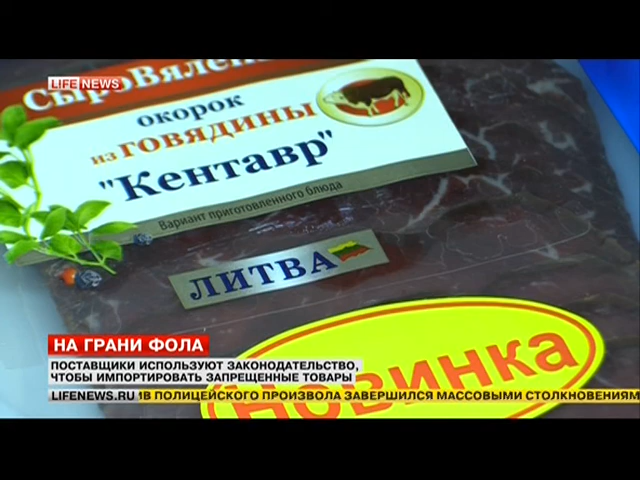 LIFE NEWS
окорок
из говядины
"Кентавр"
Вариант приготовленного блюда
ЛИТВА
Новинка
НА ГРАНИ ФОЛА
ПОСТАВЩИКИ ИСПОЛЬЗУЮТ ЗАКОНОДАТЕЛЬСТВО,
ЧТОБЫ ИМПОРТИРОВАТЬ ЗАПРЕЩЕННЫЕ ТОВАРЫ
LIFENEWS.RU
В ПОЛИЦЕЙСКОГО ПРОИЗВОЛА ЗАВЕРШИЛСЯ МАССОВЫМИ СТОЛКНОВЕНИЯМ